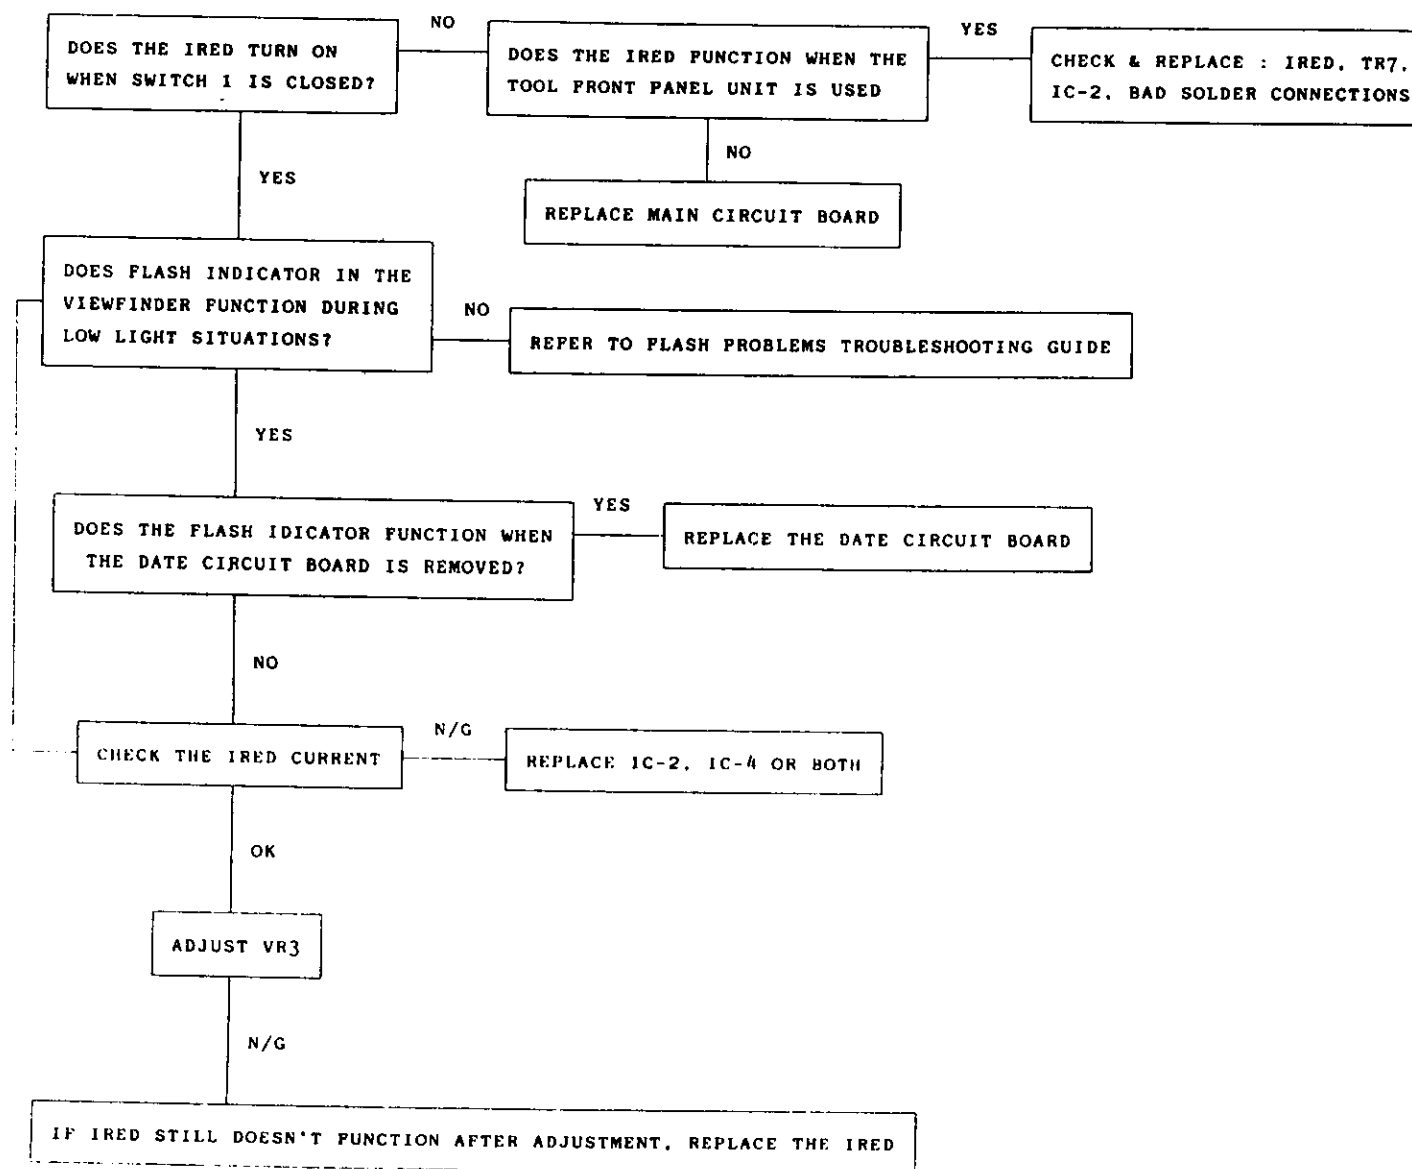 DOES THE IRED TURN ON
WHEN SWITCH 1 IS CLOSED?
NO
DOES THE IRED FUNCTION WHEN THE
TOOL FRONT PANEL UNIT IS USED
YES
CHECK & REPLACE : IRED, TR7,
IC-2, BAD SOLDER CONNECTIONS
NO
REPLACE MAIN CIRCUIT BOARD
YES
DOES FLASH INDICATOR IN THE
VIEWFINDER FUNCTION DURING
LOW LIGHT SITUATIONS?
NO
REFER TO FLASH PROBLEMS TROUBLESHOOTING GUIDE
YES
DOES THE FLASH IDICATOR FUNCTION WHEN
THE DATE CIRCUIT BOARD IS REMOVED?
YES
REPLACE THE DATE CIRCUIT BOARD
NO
CHECK THE IRED CURRENT
N/G
REPLACE IC-2, IC-4 OR BOTH
OK
ADJUST VR3
N/G
IF IRED STILL DOESN'T FUNCTION AFTER ADJUSTMENT, REPLACE THE IRED